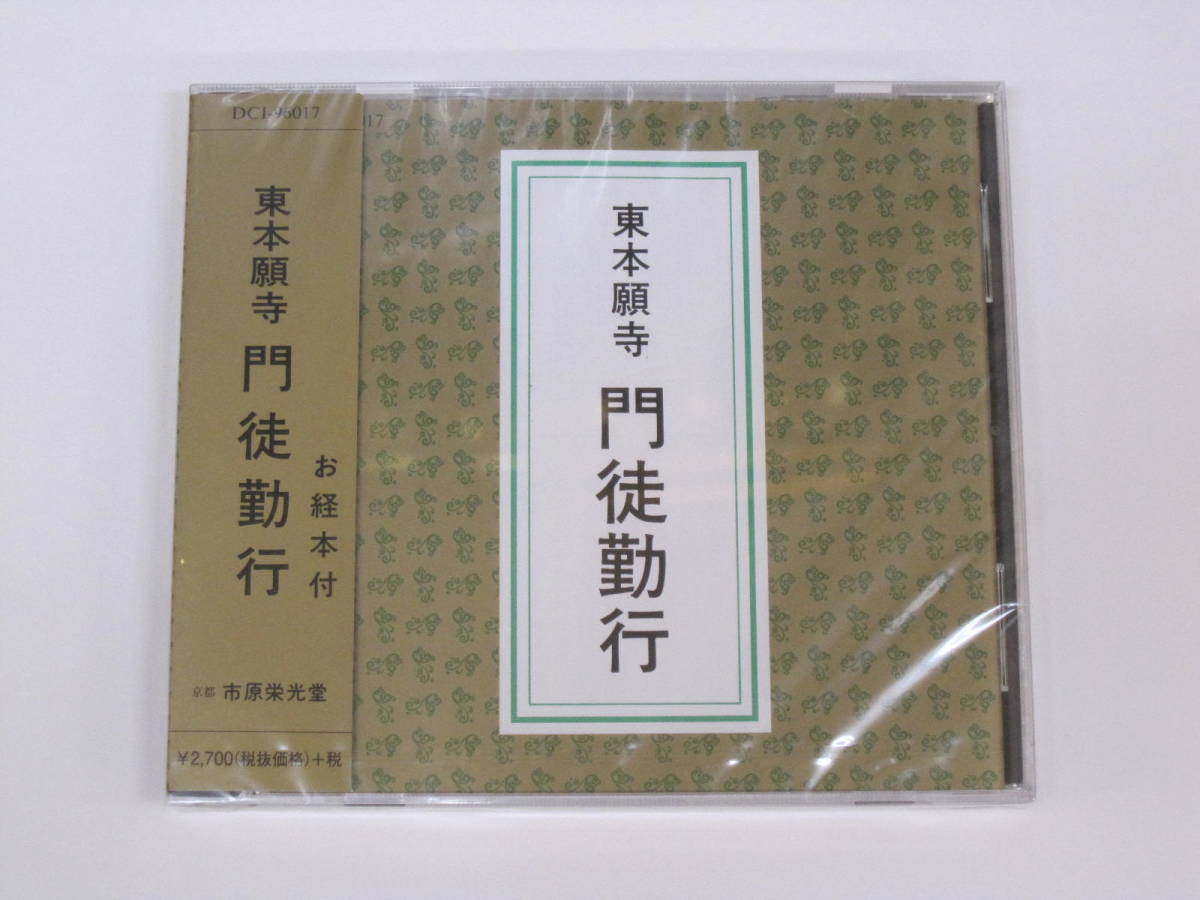 DCI-96017
東本願寺 門徒勤行
お経本付
京都 市原栄光堂
¥2,700(税抜価格)+税
017
東本願寺 門徒勤行